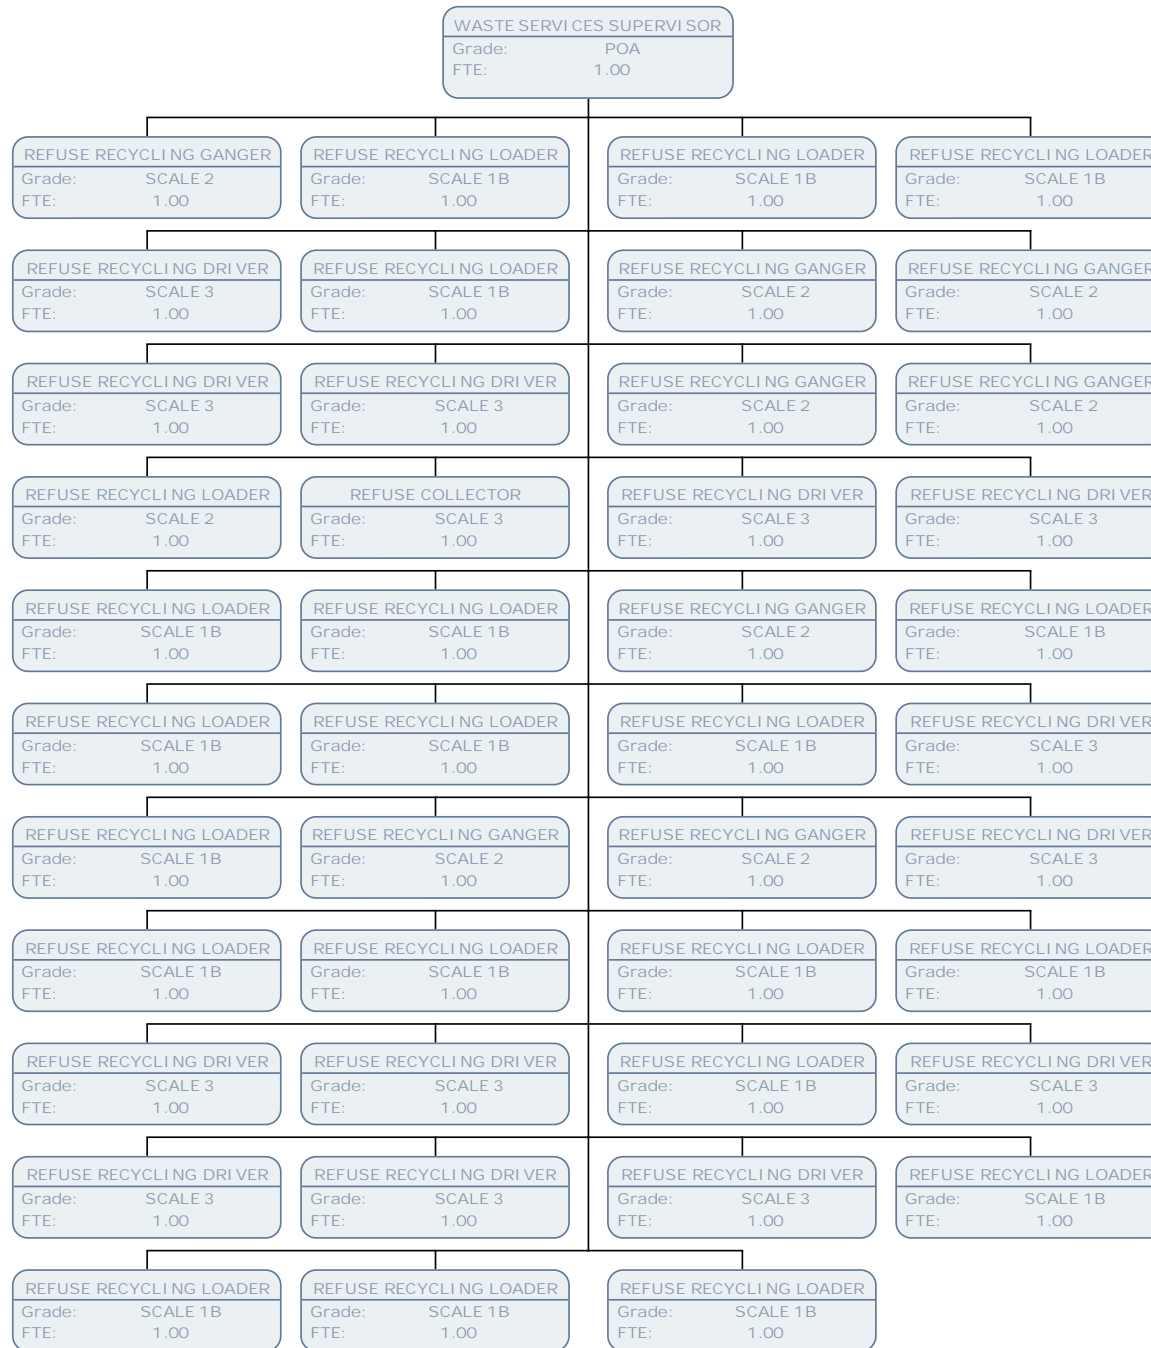 WASTE SERVICES SUPERVISOR
Grade: POA
FTE: 1.00
REFUSE RECYCLING GANGER REFUSE RECYCLING LOADER REFUSE RECYCLING LOADER REFUSE RECYCLING LOADER
Grade: SCALE 2 Grade: SCALE 1B Grade: SCALE 1B Grade: SCALE 1B
FTE: 1.00 FTE: 1.00 FTE: 1.00 FTE: 1.00
REFUSE RECYCLING DRIVER REFUSE RECYCLING LOADER REFUSE RECYCLING GANGER REFUSE RECYCLING GANGER
Grade: SCALE 3 Grade: SCALE 1B Grade: SCALE 2 Grade: SCALE 2
FTE: 1.00 FTE: 1.00 FTE: 1.00 FTE: 1.00
REFUSE RECYCLING DRIVER REFUSE RECYCLING DRIVER REFUSE RECYCLING GANGER REFUSE RECYCLING GANGER
Grade: SCALE 3 Grade: SCALE 3 Grade: SCALE 2 Grade: SCALE 2
FTE: 1.00 FTE: 1.00 FTE: 1.00 FTE: 1.00
REFUSE RECYCLING LOADER REFUSE COLLECTOR REFUSE RECYCLING DRIVER REFUSE RECYCLING DRIVER
Grade: SCALE 2 Grade: SCALE 3 Grade: SCALE 3 Grade: SCALE 3
FTE: 1.00 FTE: 1.00 FTE: 1.00 FTE: 1.00
REFUSE RECYCLING LOADER REFUSE RECYCLING LOADER REFUSE RECYCLING GANGER REFUSE RECYCLING LOADER
Grade: SCALE 1B Grade: SCALE 1B Grade: SCALE 2 Grade: SCALE 1B
FTE: 1.00 FTE: 1.00 FTE: 1.00 FTE: 1.00
REFUSE RECYCLING LOADER REFUSE RECYCLING LOADER REFUSE RECYCLING LOADER REFUSE RECYCLING DRIVER
Grade: SCALE 1B Grade: SCALE 1B Grade: SCALE 1B Grade: SCALE 3
FTE: 1.00 FTE: 1.00 FTE: 1.00 FTE: 1.00
REFUSE RECYCLING LOADER REFUSE RECYCLING GANGER REFUSE RECYCLING GANGER REFUSE RECYCLING DRIVER
Grade: SCALE 1B Grade: SCALE 2 Grade: SCALE 2 Grade: SCALE 3
FTE: 1.00 FTE: 1.00 FTE: 1.00 FTE: 1.00
REFUSE RECYCLING LOADER REFUSE RECYCLING LOADER REFUSE RECYCLING LOADER REFUSE RECYCLING LOADER
Grade: SCALE 1B Grade: SCALE 1B Grade: SCALE 1B Grade: SCALE 1B
FTE: 1.00 FTE: 1.00 FTE: 1.00 FTE: 1.00
REFUSE RECYCLING DRIVER REFUSE RECYCLING DRIVER REFUSE RECYCLING LOADER REFUSE RECYCLING DRIVER
Grade: SCALE 3 Grade: SCALE 3 Grade: SCALE 1B Grade: SCALE 3
FTE: 1.00 FTE: 1.00 FTE: 1.00 FTE: 1.00
REFUSE RECYCLING DRIVER REFUSE RECYCLING DRIVER REFUSE RECYCLING DRIVER REFUSE RECYCLING LOADER
Grade: SCALE 3 Grade: SCALE 3 Grade: SCALE 3 Grade: SCALE 1B
FTE: 1.00 FTE: 1.00 FTE: 1.00 FTE: 1.00
REFUSE RECYCLING LOADER REFUSE RECYCLING LOADER REFUSE RECYCLING LOADER
Grade: SCALE 1B Grade: SCALE 1B Grade: SCALE 1B
FTE: 1.00 FTE: 1.00 FTE: 1.00